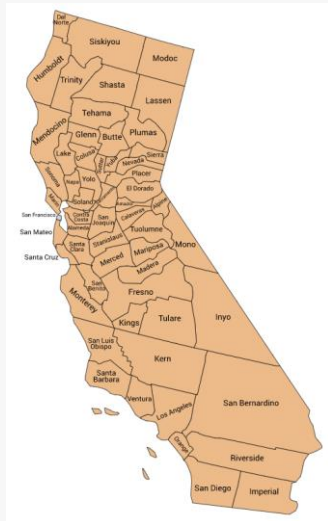 Del
Norte
Siskiyou
Modoc
Humboldt
Trinity
Shasta
Lassen
Tehama
Mendocino
Glenn
Butte
Plumas
Lake
Colusa
Sutter
Yuba
Nevada
Sierra
Placer
Sonoma
Napa
Yolo
El Dorado
Marin
Solano
Alpine
San Francisco
Contra
Costa
San
Joaquin
Calaveras
Tuolumne
Alameda
San Mateo
Stanislaus
Mono
Santa
Clara
Mariposa
Santa Cruz
Merced
Madera
San
Benito
Monterey
Fresno
Inyo
Kings
Tulare
San Luis
Obispo
Kern
Santa
Barbara
Ventura
Los Angeles
San Bernardino
Orange
Riverside
San Diego
Imperial